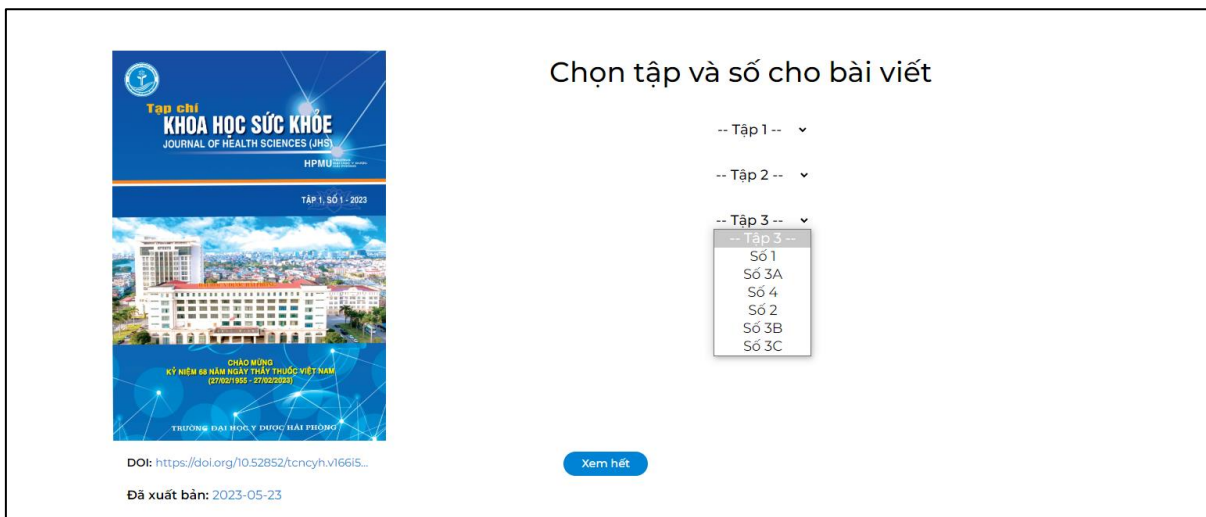 Tạp chí
KHOA HỌC SỨC KHỎE
JOURNAL OF HEALTH SCIENCES (JHS)
HPMU
TẬP 1, SỐ 1 - 2023
CHÀO MỪNG
KỶ NIỆM 68 NĂM NGÀY THẦY THUỐC VIỆT NAM
(27/02/1955 - 27/02/2023)
TRƯỜNG ĐẠI HỌC Y DƯỢC HẢI PHÒNG
DOI: https://doi.org/10.52852/tcncyh.v166i5...
Đã xuất bản: 2023-05-23
Chọn tập và số cho bài viết
-- Tập 1 --
-- Tập 2 --
-- Tập 3 --
-- Tập 3 --
Số 1
Số 3A
Số 4
Số 2
Số 3B
Số 3C
Xem hết